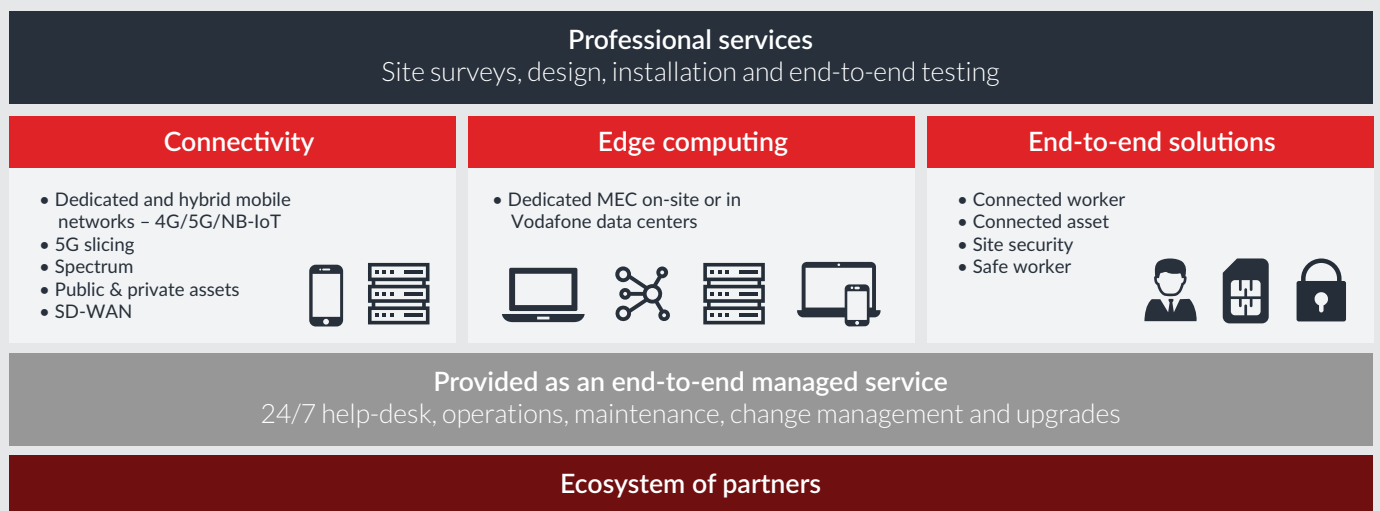 Professional services
Site surveys, design, installation and end-to-end testing
Connectivity
• Dedicated and hybrid mobile
networks – 4G/5G/NB-IoT
• 5G slicing
• Spectrum
• Public & private assets
• SD-WAN
Edge computing
• Dedicated MEC on-site or in
Vodafone data centers
End-to-end solutions
• Connected worker
• Connected asset
• Site security
• Safe worker
Provided as an end-to-end managed service
24/7 help-desk, operations, maintenance, change management and upgrades
Ecosystem of partners